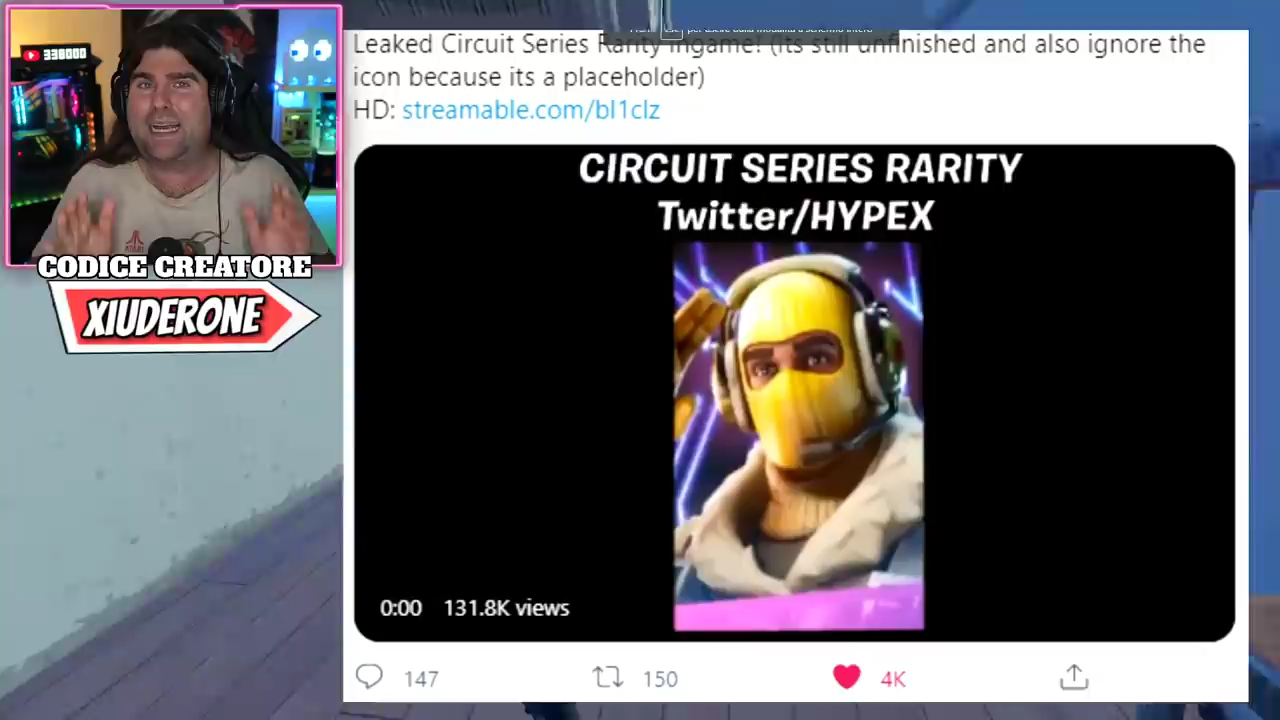 338000
Leaked Circuit Series Rarity ingame! (its still unfinished and also ignore the
icon because its a placeholder)
HD: streamable.com/bl1clz
CIRCUIT SERIES RARITY
Twitter/HYPEX
CODICE CREATORE
XIUDERONE
0:00 131.8K views
147 150 4K